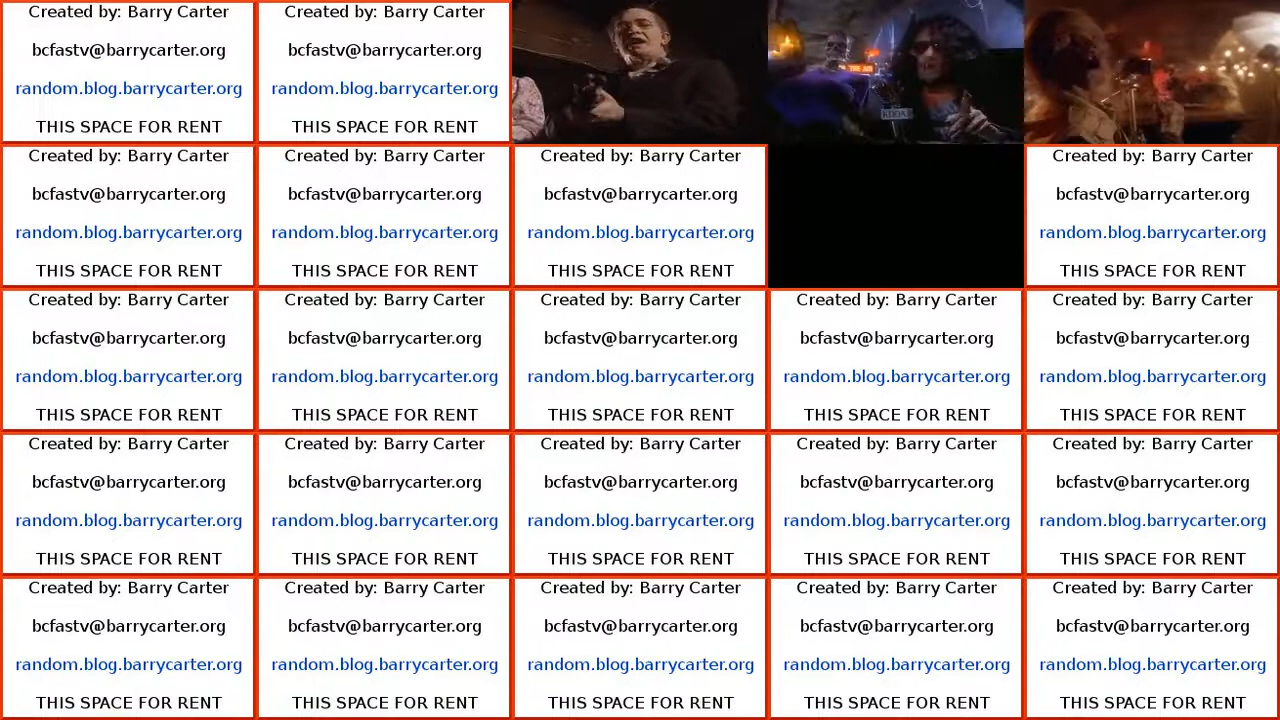 Created by: Barry Carter
bcfastv@barrycarter.org
random.blog.barrycarter.org
THIS SPACE FOR RENT
Created by: Barry Carter
bcfastv@barrycarter.org
random.blog.barrycarter.org
THIS SPACE FOR RENT
THE AIR
Created by: Barry Carter
bcfastv@barrycarter.org
random.blog.barrycarter.org
THIS SPACE FOR RENT
Created by: Barry Carter
bcfastv@barrycarter.org
random.blog.barrycarter.org
THIS SPACE FOR RENT
Created by: Barry Carter
bcfastv@barrycarter.org
random.blog.barrycarter.org
THIS SPACE FOR RENT
Created by: Barry Carter
bcfastv@barrycarter.org
random.blog.barrycarter.org
THIS SPACE FOR RENT
Created by: Barry Carter
bcfastv@barrycarter.org
random.blog.barrycarter.org
THIS SPACE FOR RENT
Created by: Barry Carter
bcfastv@barrycarter.org
random.blog.barrycarter.org
THIS SPACE FOR RENT
Created by: Barry Carter
bcfastv@barrycarter.org
random.blog.barrycarter.org
THIS SPACE FOR RENT
Created by: Barry Carter
bcfastv@barrycarter.org
random.blog.barrycarter.org
THIS SPACE FOR RENT
Created by: Barry Carter
bcfastv@barrycarter.org
random.blog.barrycarter.org
THIS SPACE FOR RENT
Created by: Barry Carter
bcfastv@barrycarter.org
random.blog.barrycarter.org
THIS SPACE FOR RENT
Created by: Barry Carter
bcfastv@barrycarter.org
random.blog.barrycarter.org
THIS SPACE FOR RENT
Created by: Barry Carter
bcfastv@barrycarter.org
random.blog.barrycarter.org
THIS SPACE FOR RENT
Created by: Barry Carter
bcfastv@barrycarter.org
random.blog.barrycarter.org
THIS SPACE FOR RENT
Created by: Barry Carter
bcfastv@barrycarter.org
random.blog.barrycarter.org
THIS SPACE FOR RENT
Created by: Barry Carter
bcfastv@barrycarter.org
random.blog.barrycarter.org
THIS SPACE FOR RENT
Created by: Barry Carter
bcfastv@barrycarter.org
random.blog.barrycarter.org
THIS SPACE FOR RENT
Created by: Barry Carter
bcfastv@barrycarter.org
random.blog.barrycarter.org
THIS SPACE FOR RENT
Created by: Barry Carter
bcfastv@barrycarter.org
random.blog.barrycarter.org
THIS SPACE FOR RENT
Created by: Barry Carter
bcfastv@barrycarter.org
random.blog.barrycarter.org
THIS SPACE FOR RENT